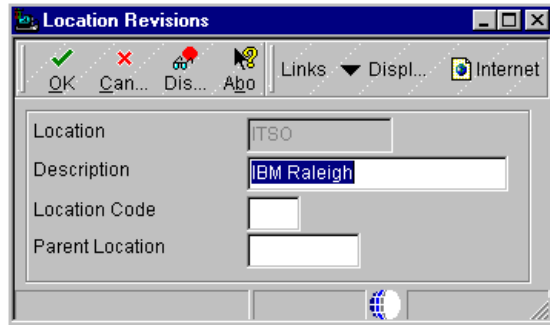 Location Revisions
OK Can... Dis... Abo Links Displ... Internet
Location ITSO
Description IBM Raleigh
Location Code
Parent Location